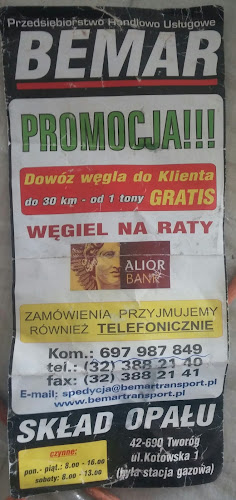 Przedsiębiorstwo Handlowo Usługowe
BEMAR
PROMOCJA!!!
Dowóz węgla do Klienta
do 30 km - od 1 tony GRATIS
WĘGIEL NA RATY
ALIOR
BANK
ZAMÓWIENIA PRZYJMUJEMY
RÓWNIEŻ TELEFONICZNIE
Kom.: 697 987 849
tel.: (32) 388 21 40
fax: (32) 388 21 41
E-mail: spedycja@bemartransport.pl
www.bemartransport.pl
SKŁAD OPAŁU
czynne:
pon.- piąt.: 8.00 - 16.00
soboty: 8.00 - 13.00
42-690 Tworóg
ul.Kotowska 1
(była stacja gazowa)